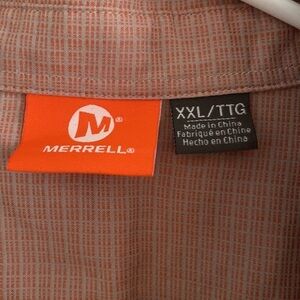 M®
MERRELL®
XXL/TTG
Made in China
Fabriqué en Chine
Hecho en China